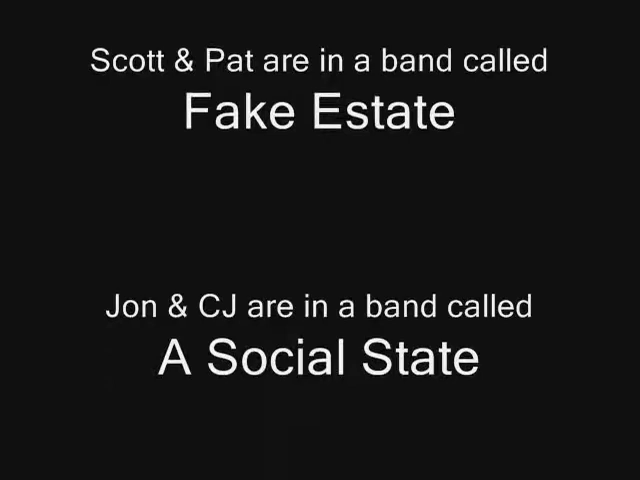 Scott & Pat are in a band called
Fake Estate
Jon & CJ are in a band called
A Social State